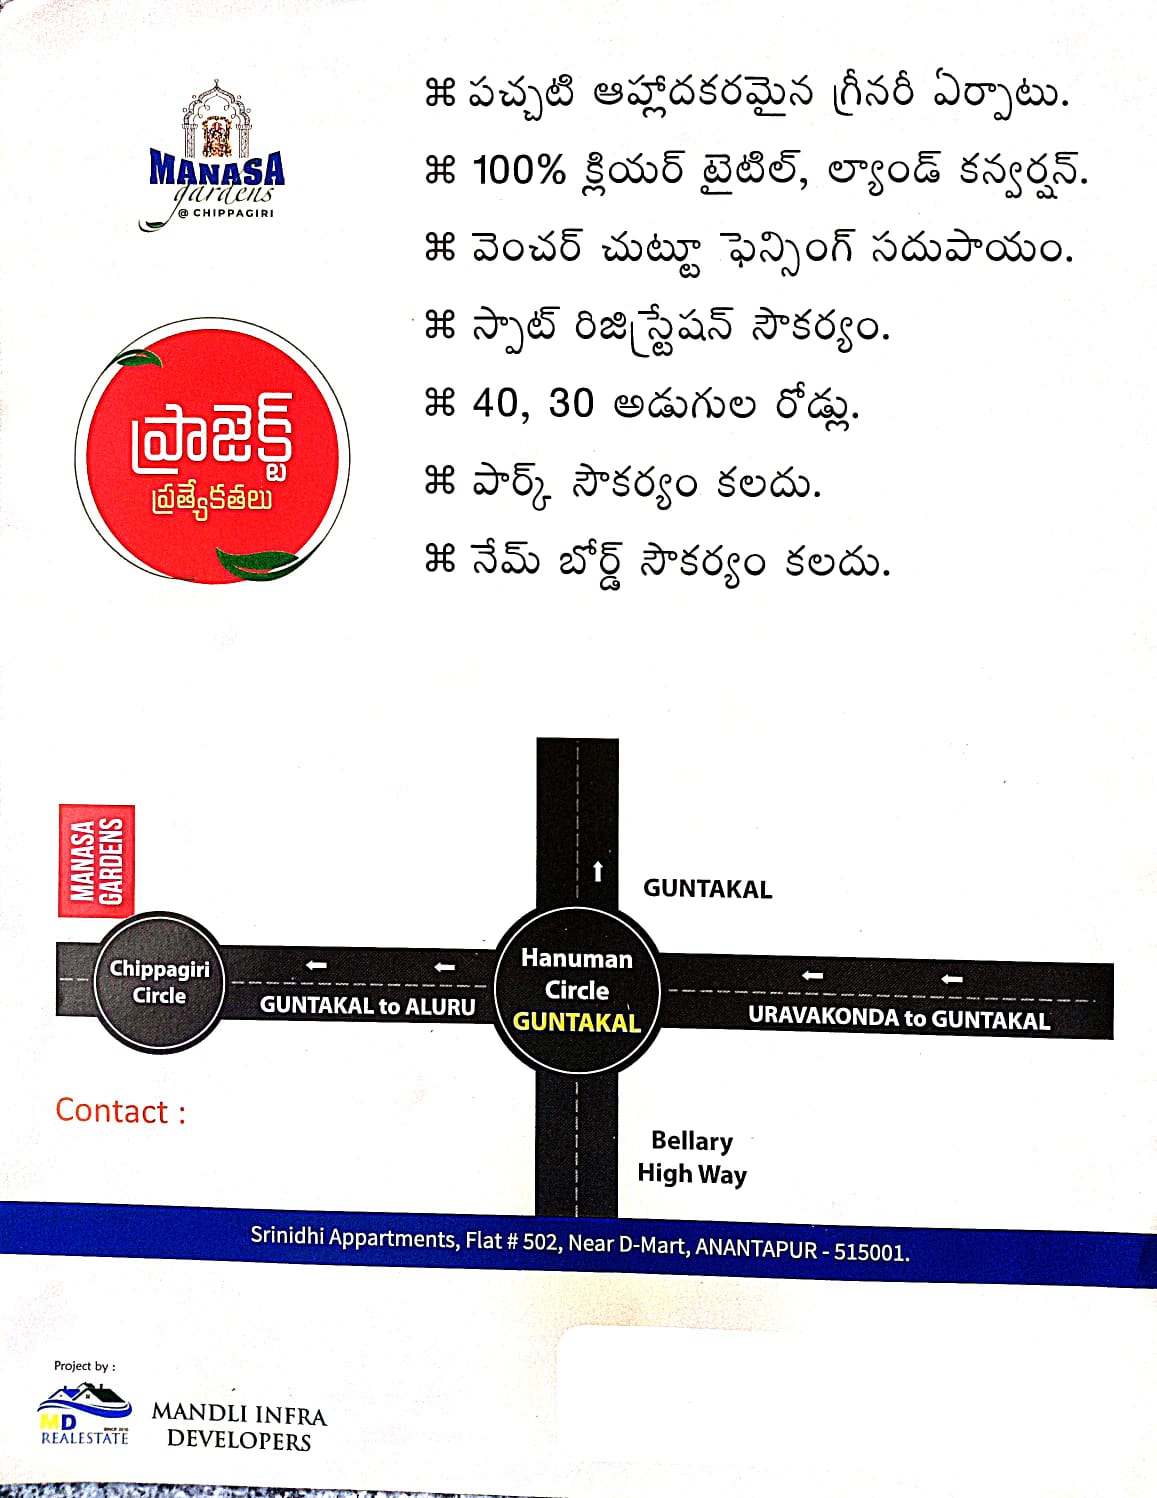 MANASA
gardens
@ CHIPPAGIRI
⌘ పచ్చటి ఆహ్లాదకరమైన గ్రీనరీ ఏర్పాటు.
⌘ 100% క్లియర్ టైటిల్, ల్యాండ్ కన్వర్షన్.
⌘ వెంచర్ చుట్టూ ఫెన్సింగ్ సదుపాయం.
⌘ స్పాట్ రిజిస్ట్రేషన్ సౌకర్యం.
⌘ 40, 30 అడుగుల రోడ్లు.
⌘ పార్క్ సౌకర్యం కలదు.
⌘ నేమ్ బోర్డ్ సౌకర్యం కలదు.
ప్రాజెక్ట్
ప్రత్యేకతలు
MANASA
GARDENS
GUNTAKAL
Chippagiri
Circle
GUNTAKAL to ALURU
Hanuman
Circle
GUNTAKAL
URAVAKONDA to GUNTAKAL
Contact :
Bellary
High Way
Srinidhi Appartments, Flat # 502, Near D-Mart, ANANTAPUR - 515001.
Project by :
MD
SINCE 2016
REALESTATE
MANDLI INFRA
DEVELOPERS